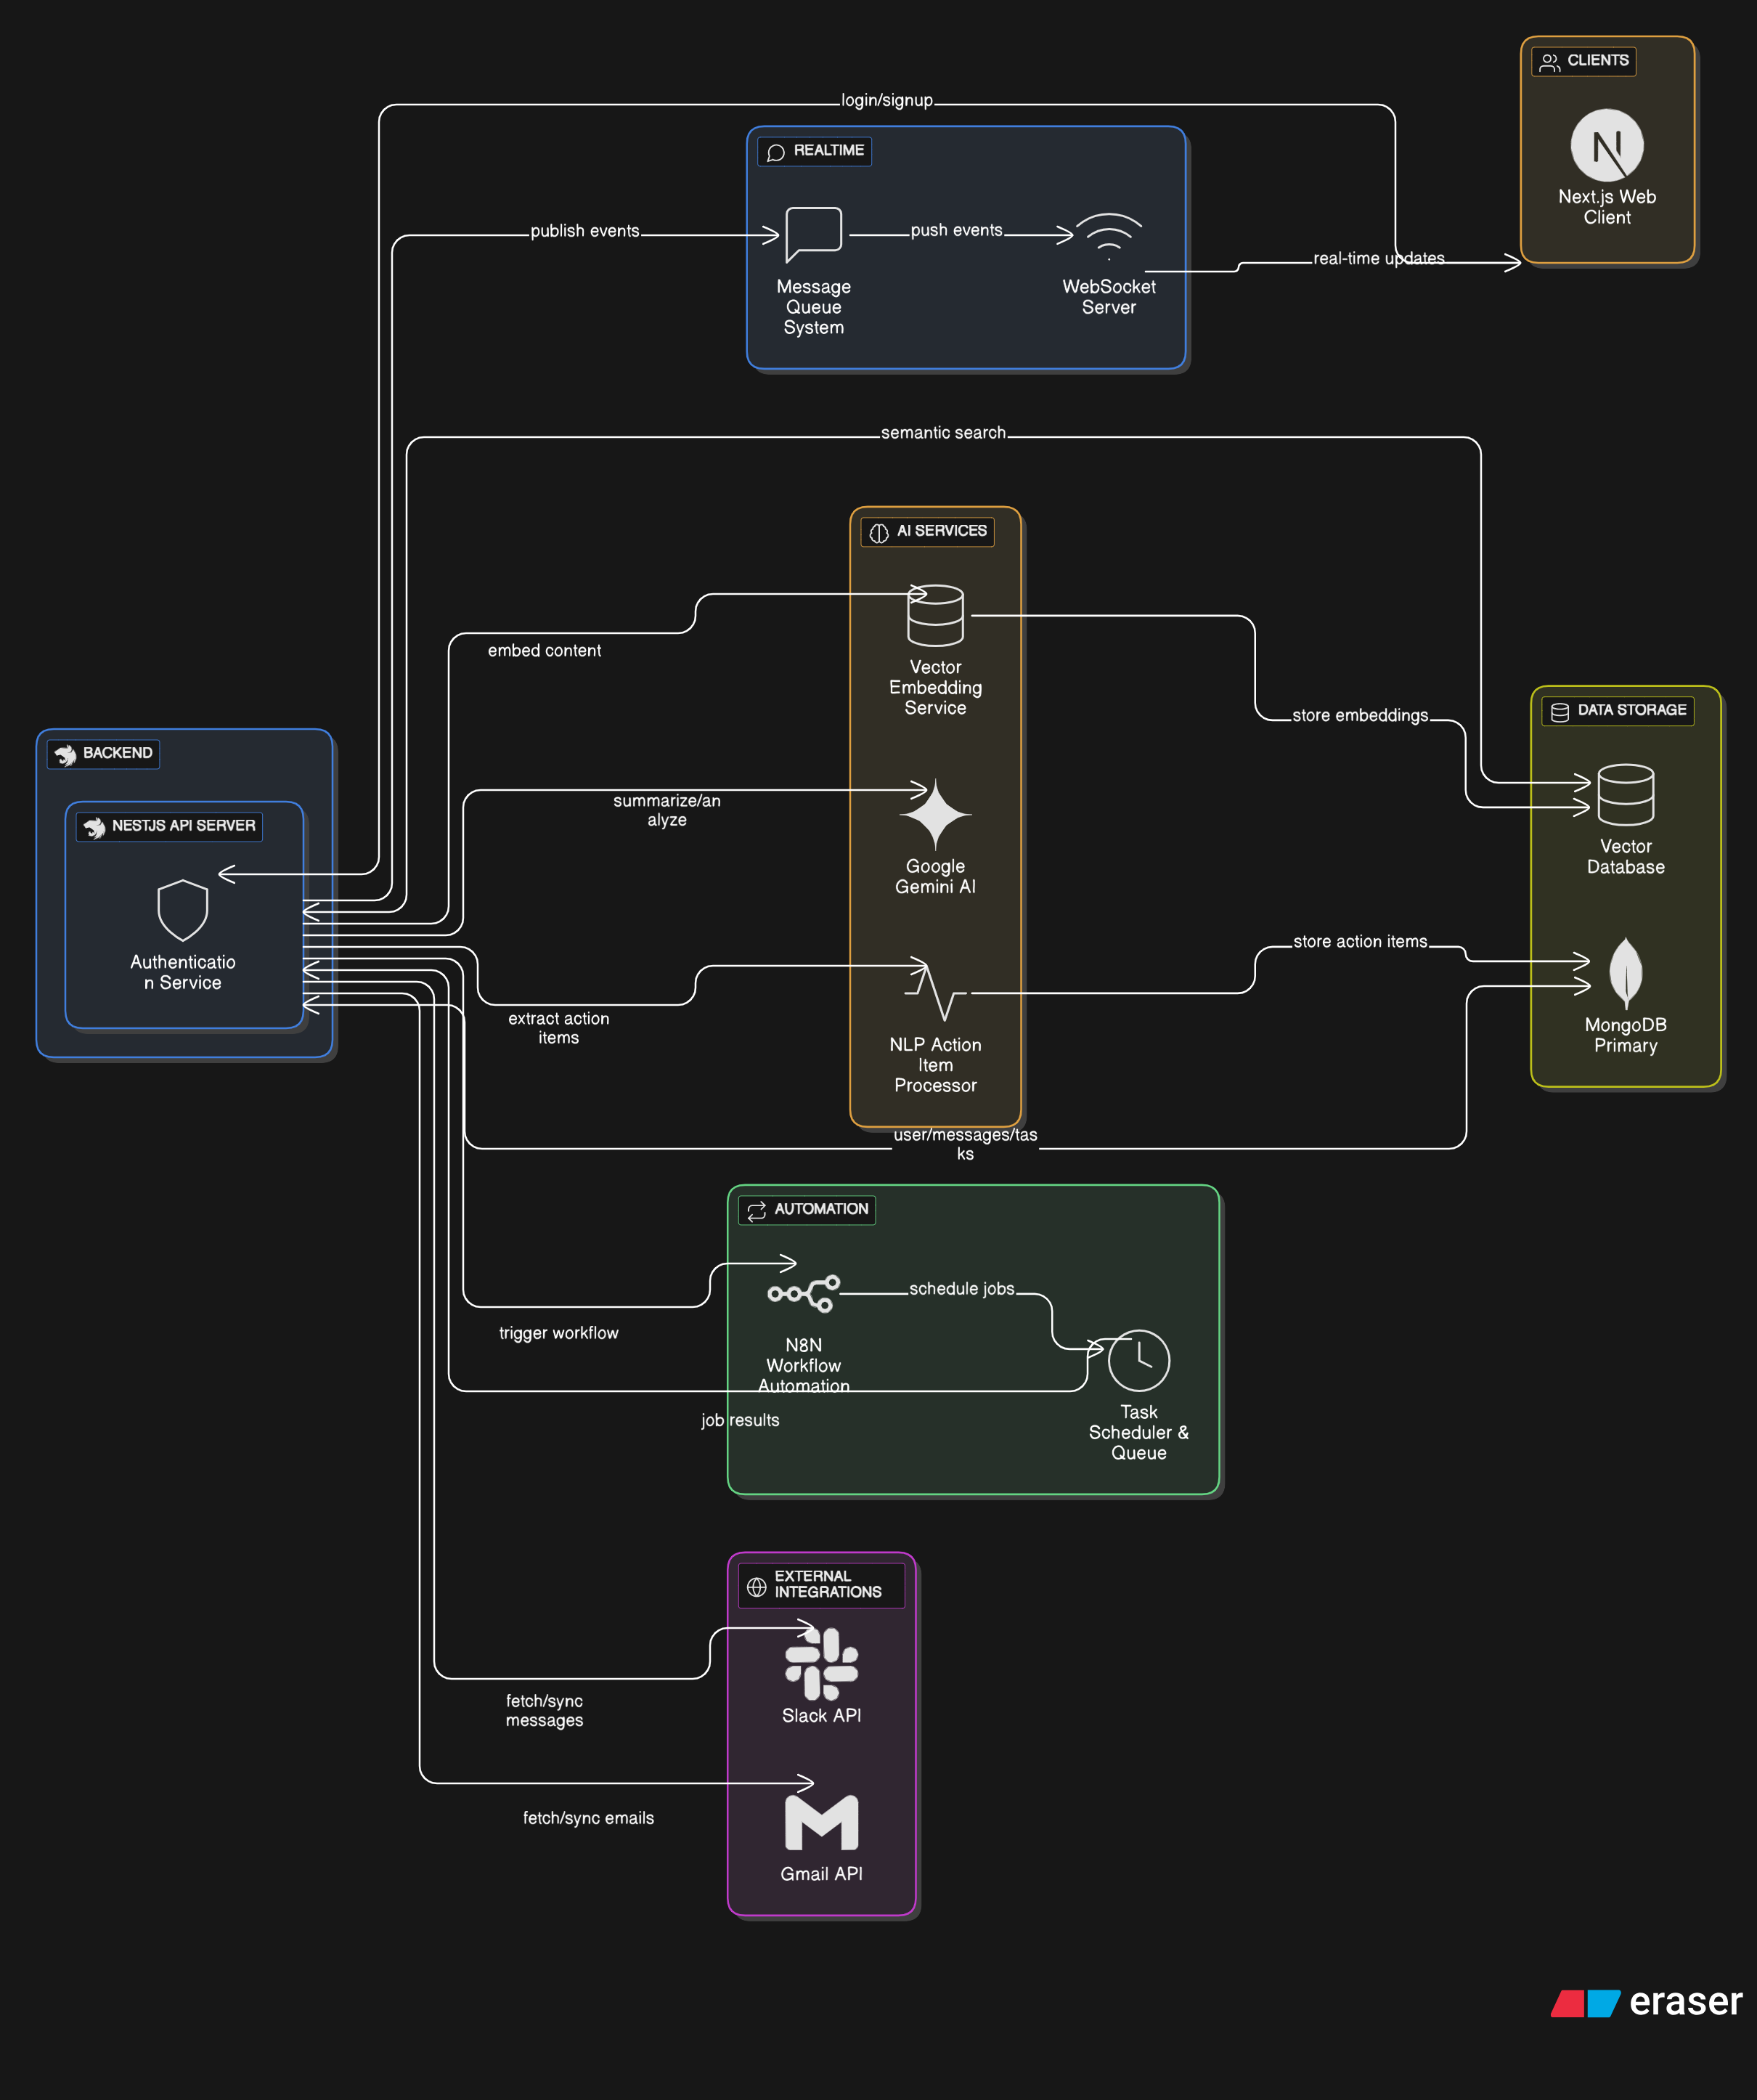 CLIENTS
Next.js Web
Client
login/signup
REALTIME
publish events
push events
real-time updates
Message
Queue
System
WebSocket
Server
semantic search
AI SERVICES
embed content
Vector
Embedding
Service
store embeddings
DATA STORAGE
BACKEND
NESTJS API SERVER
summarize/an
alyze
Google
Gemini AI
Vector
Database
Authenticatio
n Service
store action items
extract action
items
NLP Action
Item
Processor
MongoDB
Primary
user/messages/tas
ks
AUTOMATION
schedule jobs
trigger workflow
N8N
Workflow
Automation
job results
Task
Scheduler &
Queue
EXTERNAL
INTEGRATIONS
fetch/sync
messages
Slack API
fetch/sync emails
Gmail API
eraser